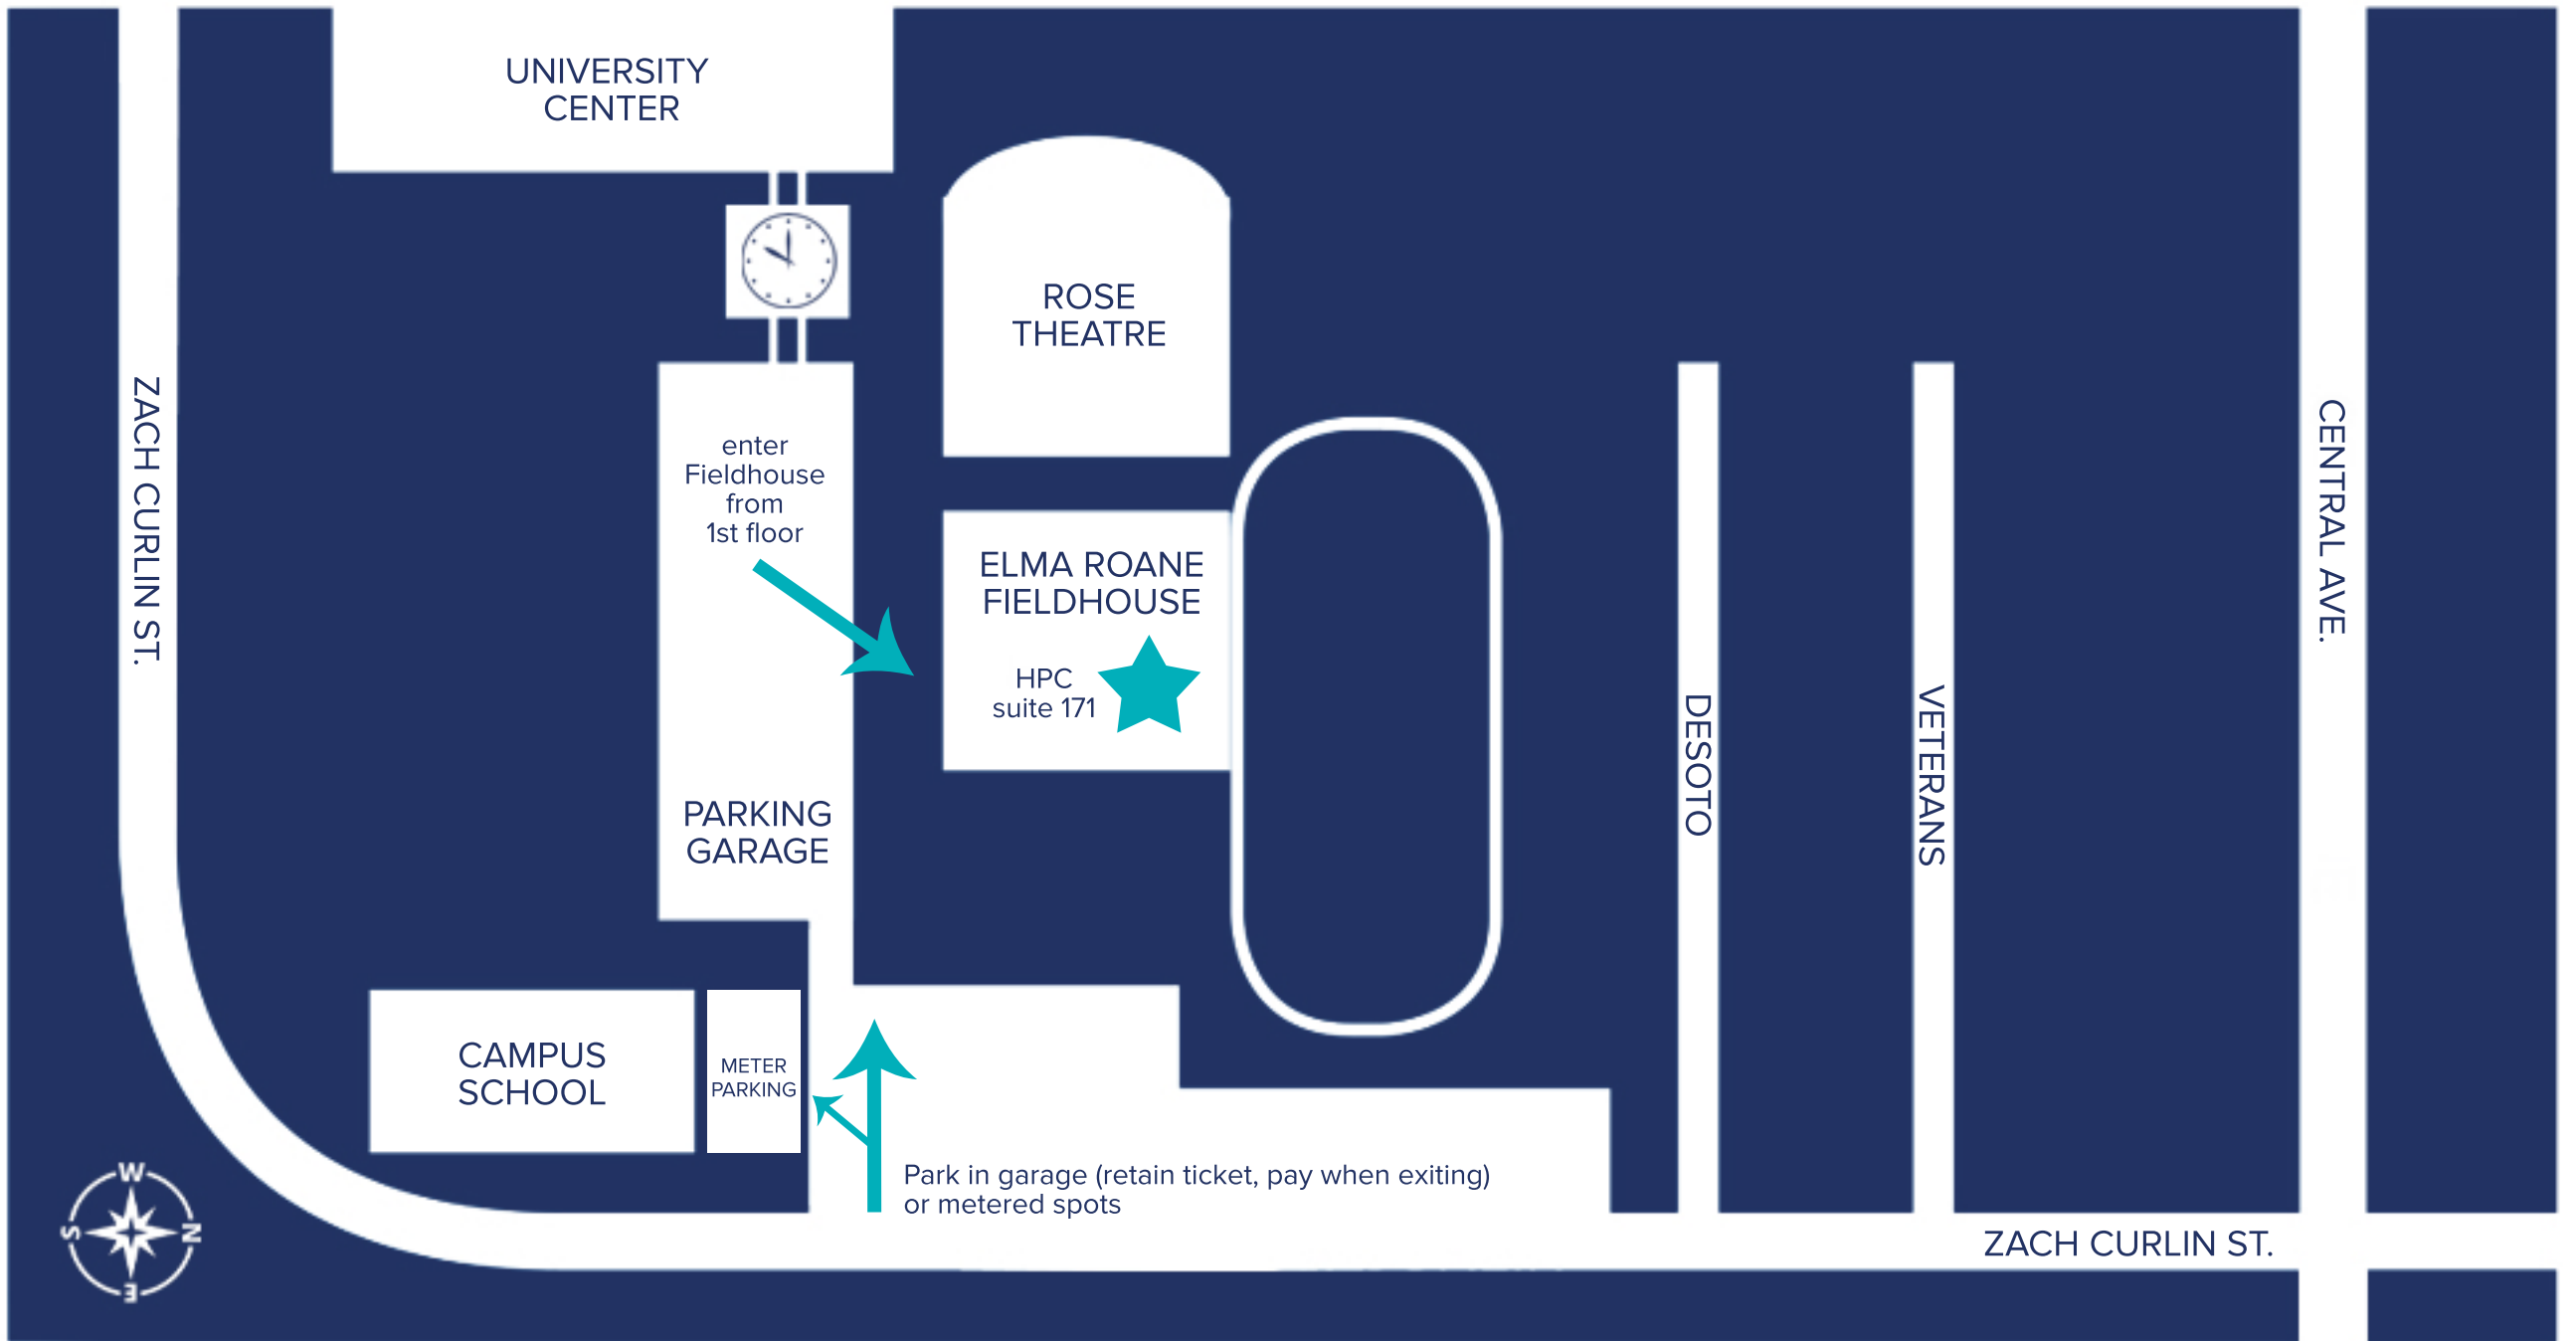 UNIVERSITY
CENTER
ROSE
THEATRE
ZACH CURLIN ST.
enter
Fieldhouse
from
1st floor
ELMA ROANE
FIELDHOUSE
HPC
suite 171
CENTRAL AVE.
DESOTO
VETERANS
PARKING
GARAGE
CAMPUS
SCHOOL
METER
PARKING
Park in garage (retain ticket, pay when exiting)
or metered spots
W
S
N
E
ZACH CURLIN ST.